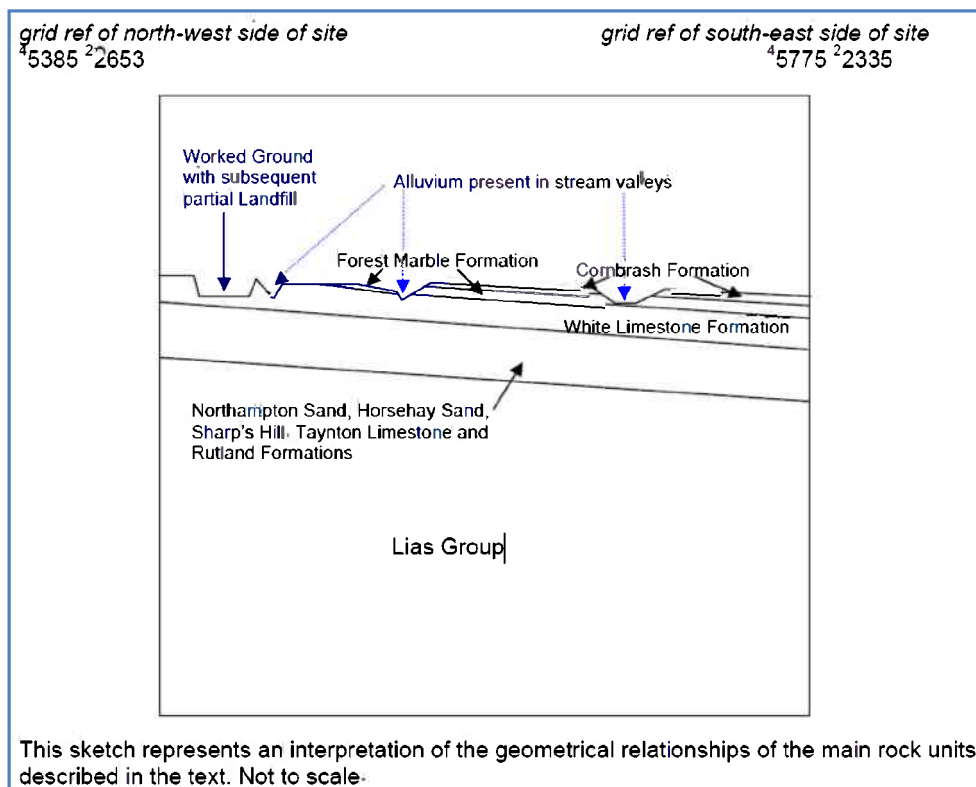 grid ref of north-west side of site
⁴5385 ²2653
grid ref of south-east side of site
⁴5775 ²2335
Worked Ground
with subsequent
partial Landfill
Alluvium present in stream valleys
Forest Marble Formation
Cornbrash Formation
White Limestone Formation
Northampton Sand, Horsehay Sand,
Sharp's Hill, Taynton Limestone and
Rutland Formations
Lias Group
This sketch represents an interpretation of the geometrical relationships of the main rock units
described in the text. Not to scale.